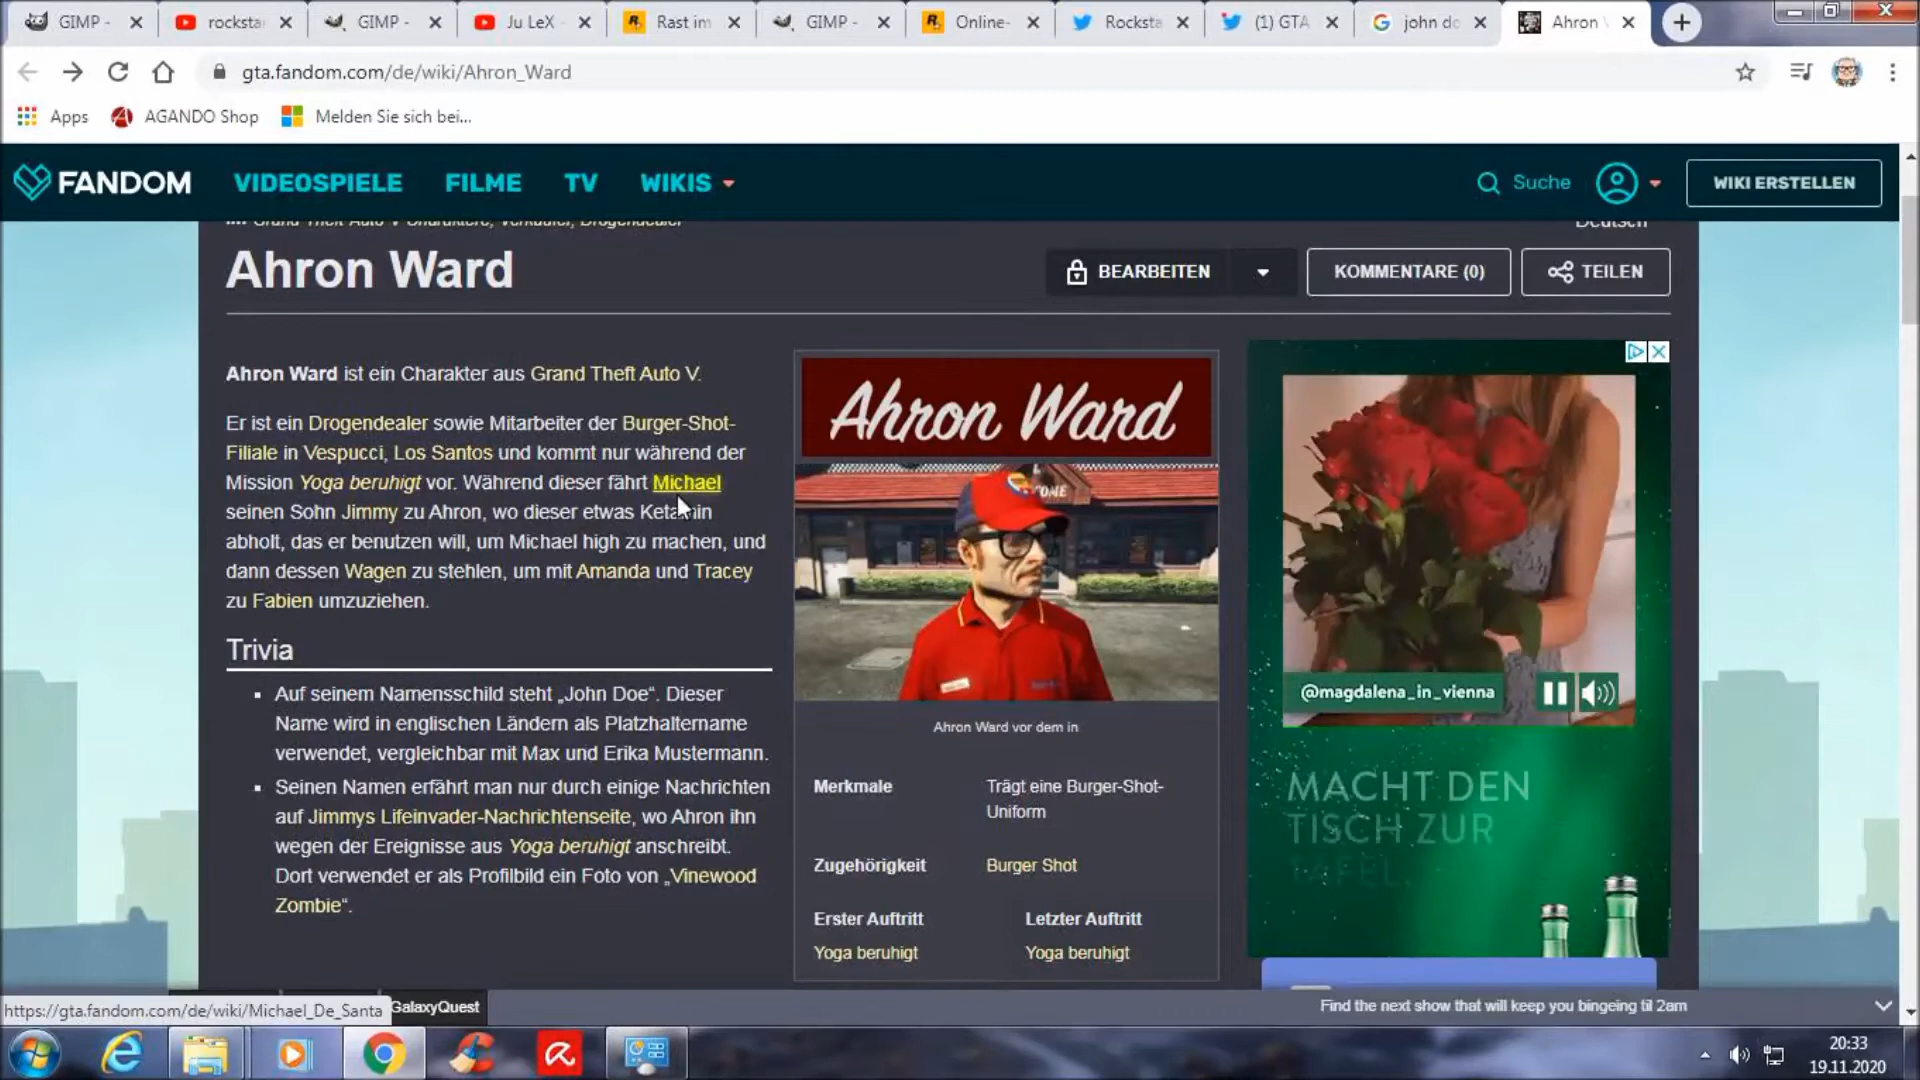 GIMP -
rocksta
GIMP -
Ju LeX -
Rast im
GIMP -
Online-
Rocksta
(1) GTA
john do
Ahron
gta.fandom.com/de/wiki/Ahron_Ward
Apps
AGANDO Shop
Melden Sie sich bei...
FANDOM
VIDEOSPIELE
FILME
TV
WIKIS
Suche
WIKI ERSTELLEN
Grand Theft Auto V Charaktere, Verkäufer, Drogendealer
Deutsch
Ahron Ward
BEARBEITEN
KOMMENTARE (0)
TEILEN
Ahron Ward ist ein Charakter aus Grand Theft Auto V.
Er ist ein Drogendealer sowie Mitarbeiter der Burger-Shot-
Filiale in Vespucci, Los Santos und kommt nur während der
Mission Yoga beruhigt vor. Während dieser fährt Michael
seinen Sohn Jimmy zu Ahron, wo dieser etwas Ketamin
abholt, das er benutzen will, um Michael high zu machen, und
dann dessen Wagen zu stehlen, um mit Amanda und Tracey
zu Fabien umzuziehen.
Trivia
▪ Auf seinem Namensschild steht „John Doe“. Dieser
Name wird in englischen Ländern als Platzhaltername
verwendet, vergleichbar mit Max und Erika Mustermann.
▪ Seinen Namen erfährt man nur durch einige Nachrichten
auf Jimmys Lifeinvader-Nachrichtenseite, wo Ahron ihn
wegen der Ereignisse aus Yoga beruhigt anschreibt.
Dort verwendet er als Profilbild ein Foto von „Vinewood
Zombie“.
Ahron Ward
Ahron Ward vor dem in
Merkmale
Trägt eine Burger-Shot-
Uniform
Zugehörigkeit
Burger Shot
Erster Auftritt
Letzter Auftritt
Yoga beruhigt
Yoga beruhigt
@magdalena_in_vienna
MACHT DEN
TISCH ZUR
TAFEL.
https://gta.fandom.com/de/wiki/Michael_De_Santa
GalaxyQuest
Find the next show that will keep you bingeing til 2am
20:33
19.11.2020